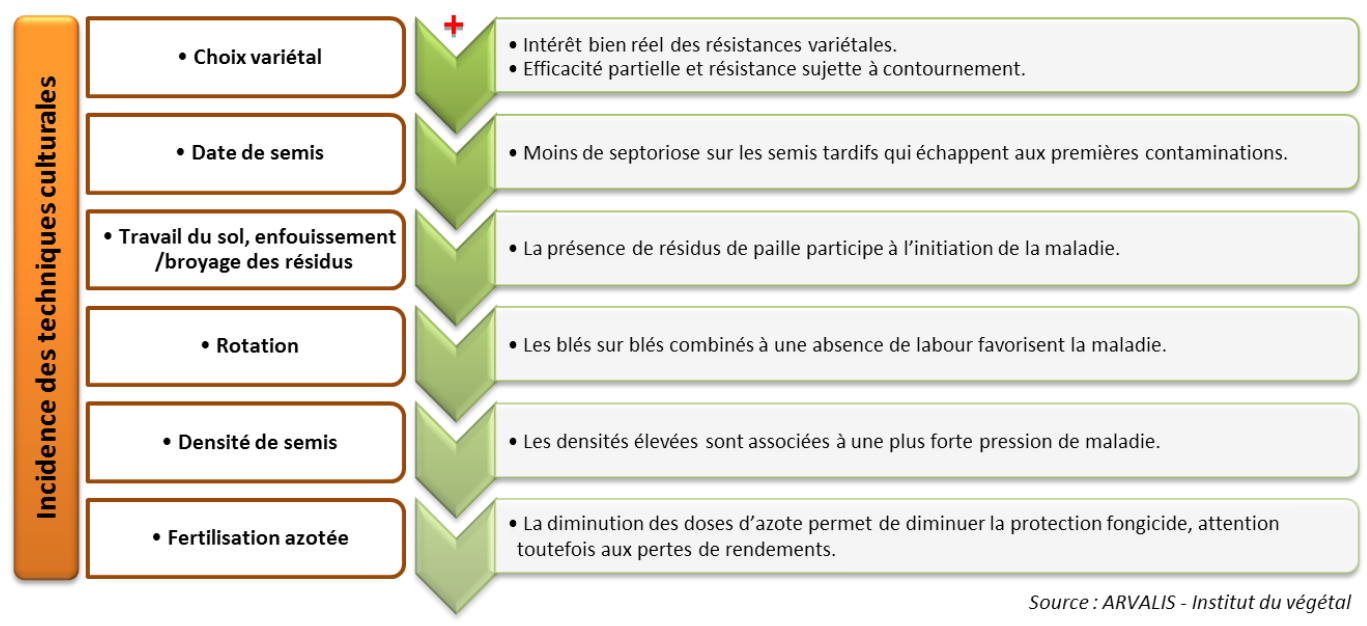 Incidence des techniques culturales
• Choix variétal
+
• Intérêt bien réel des résistances variétales.
• Efficacité partielle et résistance sujette à contournement.
• Date de semis
• Moins de septoriose sur les semis tardifs qui échappent aux premières contaminations.
• Travail du sol, enfouissement
/broyage des résidus
• La présence de résidus de paille participe à l’initiation de la maladie.
• Rotation
• Les blés sur blés combinés à une absence de labour favorisent la maladie.
• Densité de semis
• Les densités élevées sont associées à une plus forte pression de maladie.
• Fertilisation azotée
• La diminution des doses d’azote permet de diminuer la protection fongicide, attention
toutefois aux pertes de rendements.
Source : ARVALIS - Institut du végétal